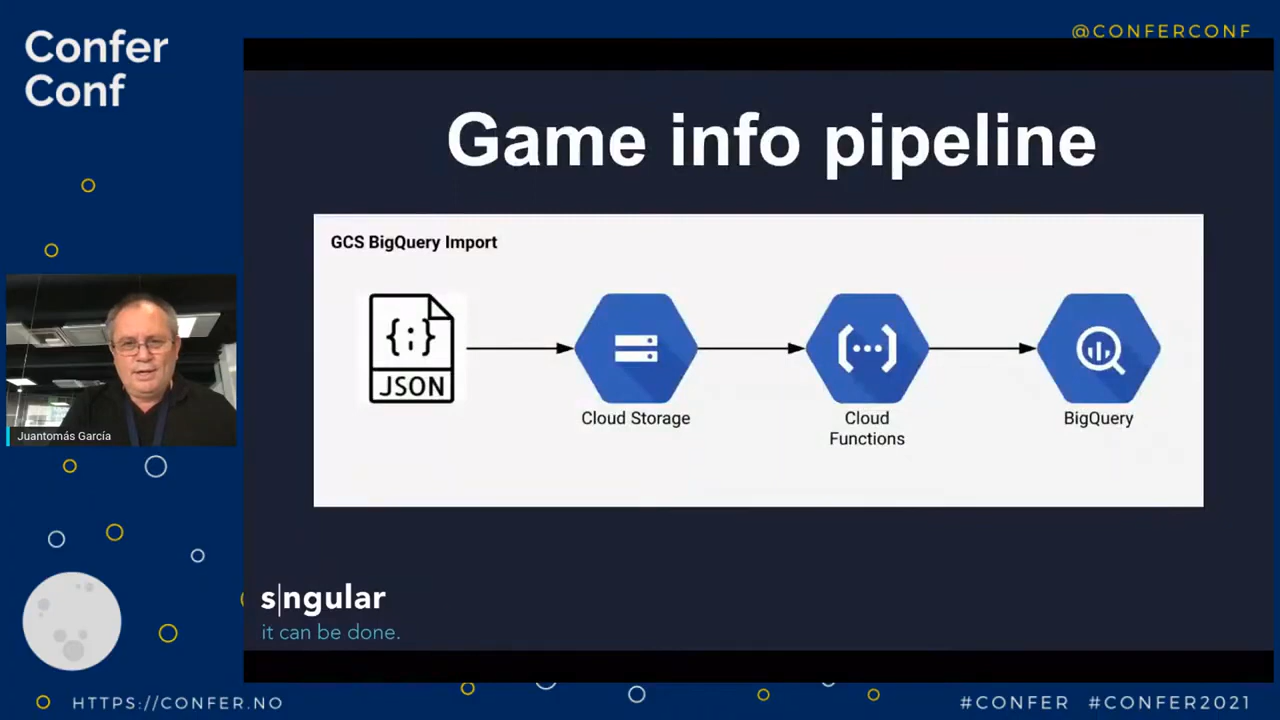 Confer
Conf
@CONFERCONF
Game info pipeline
GCS BigQuery Import
{;}
JSON
Cloud Storage
Cloud
Functions
BigQuery
Juantomás García
s|ngular
it can be done.
HTTPS://CONFER.NO
#CONFER #CONFER2021